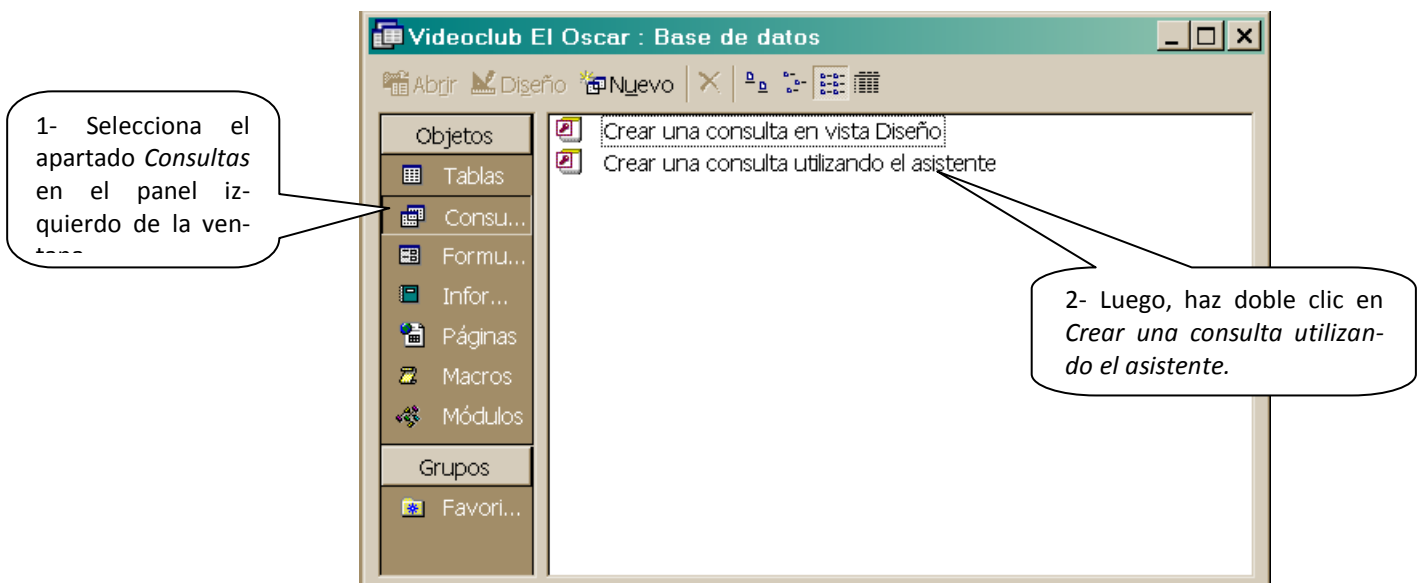 Videoclub El Oscar : Base de datos
Abrir Diseño Nuevo
1- Selecciona el
apartado Consultas
en el panel iz-
quierdo de la ven-
Objetos
Tablas
Consu...
Formu...
Infor...
Páginas
Macros
Módulos
Grupos
Favori...
Crear una consulta en vista Diseño
Crear una consulta utilizando el asistente
2- Luego, haz doble clic en
Crear una consulta utilizan-
do el asistente.